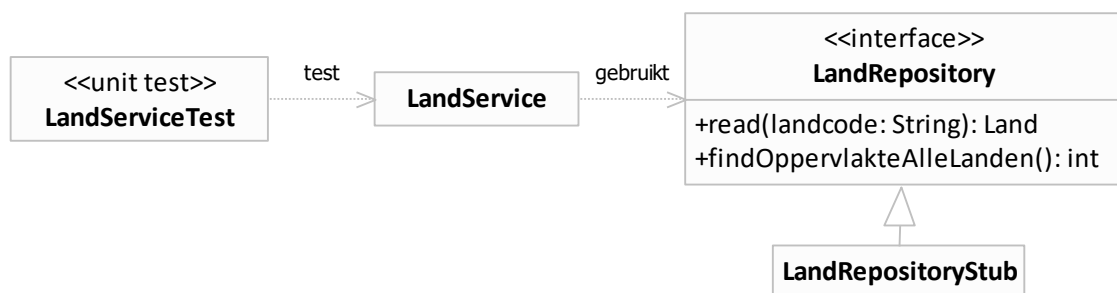 <<unit test>>
LandServiceTest
test
LandService
gebruikt
<<interface>>
LandRepository
+read(landcode: String): Land
+findOppervlakteAlleLanden(): int
LandRepositoryStub